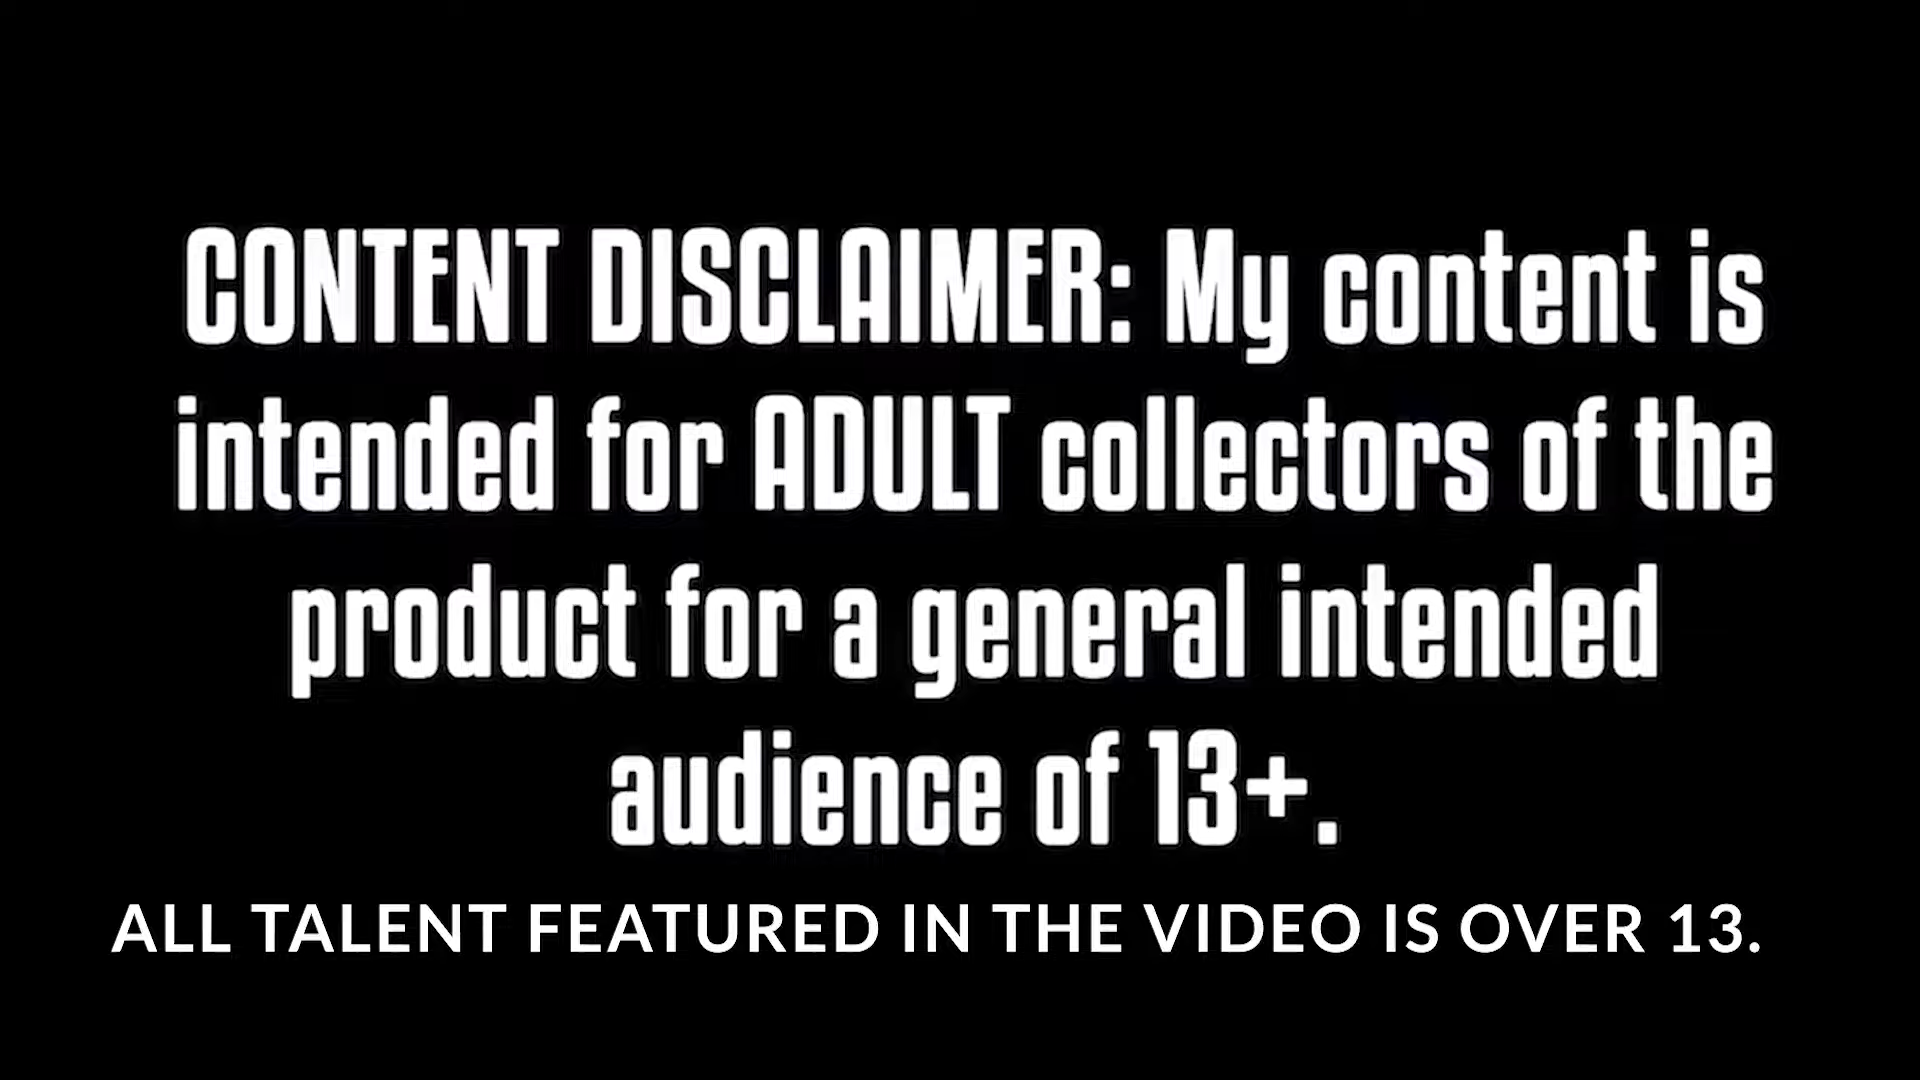 CONTENT DISCLAIMER: My content is
intended for ADULT collectors of the
product for a general intended
audience of 13+.
ALL TALENT FEATURED IN THE VIDEO IS OVER 13.